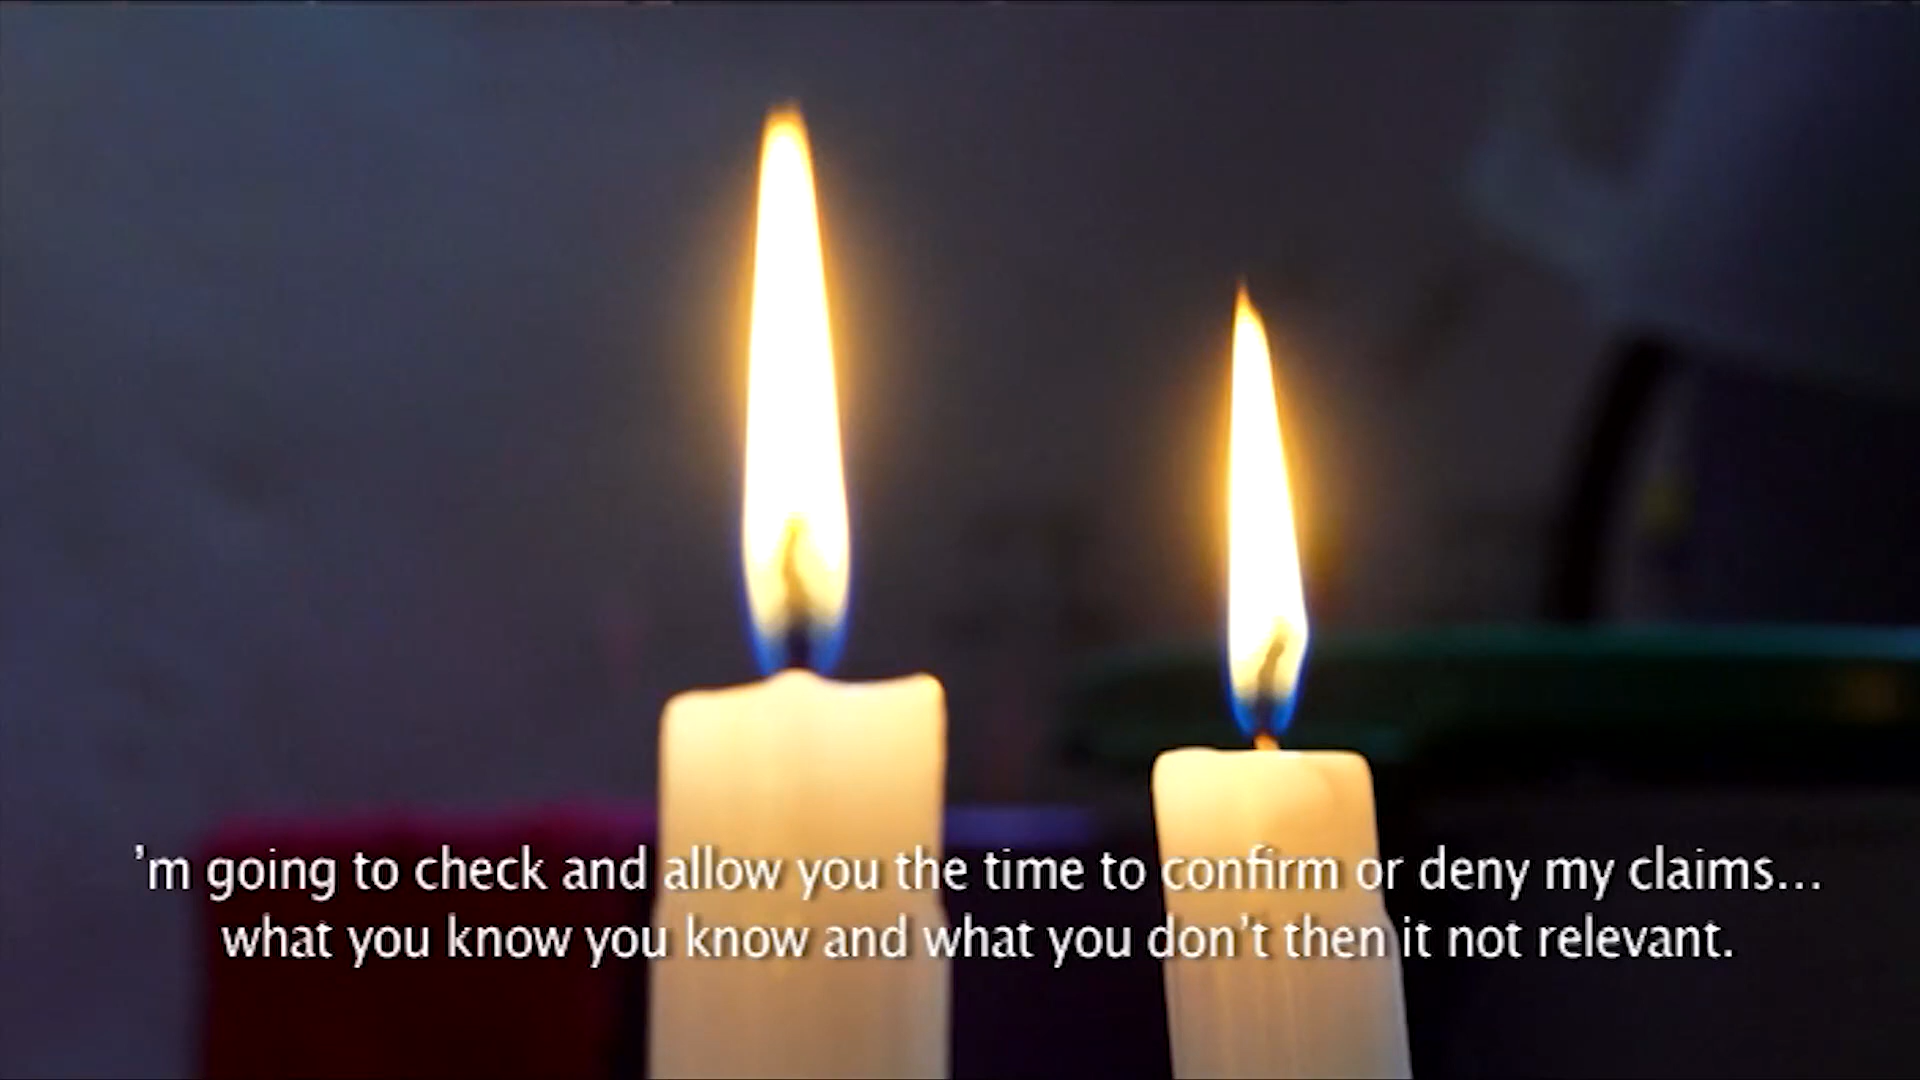 ’m going to check and allow you the time to confirm or deny my claims...
what you know you know and what you don’t then it not relevant.